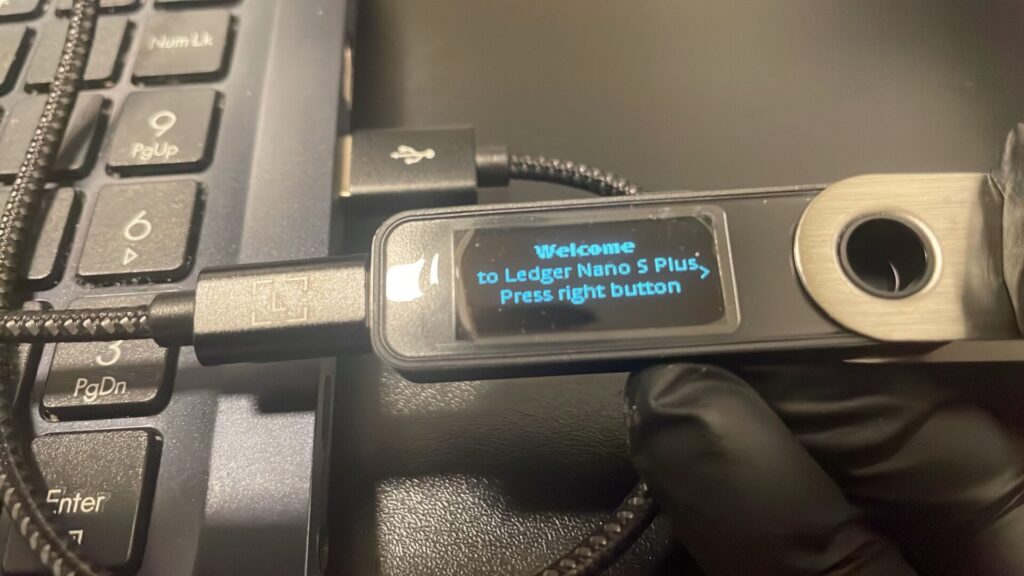 Num Lk
9
PgUp
6
3
PgDn
Enter
Welcome
to Ledger Nano S Plus
Press right button